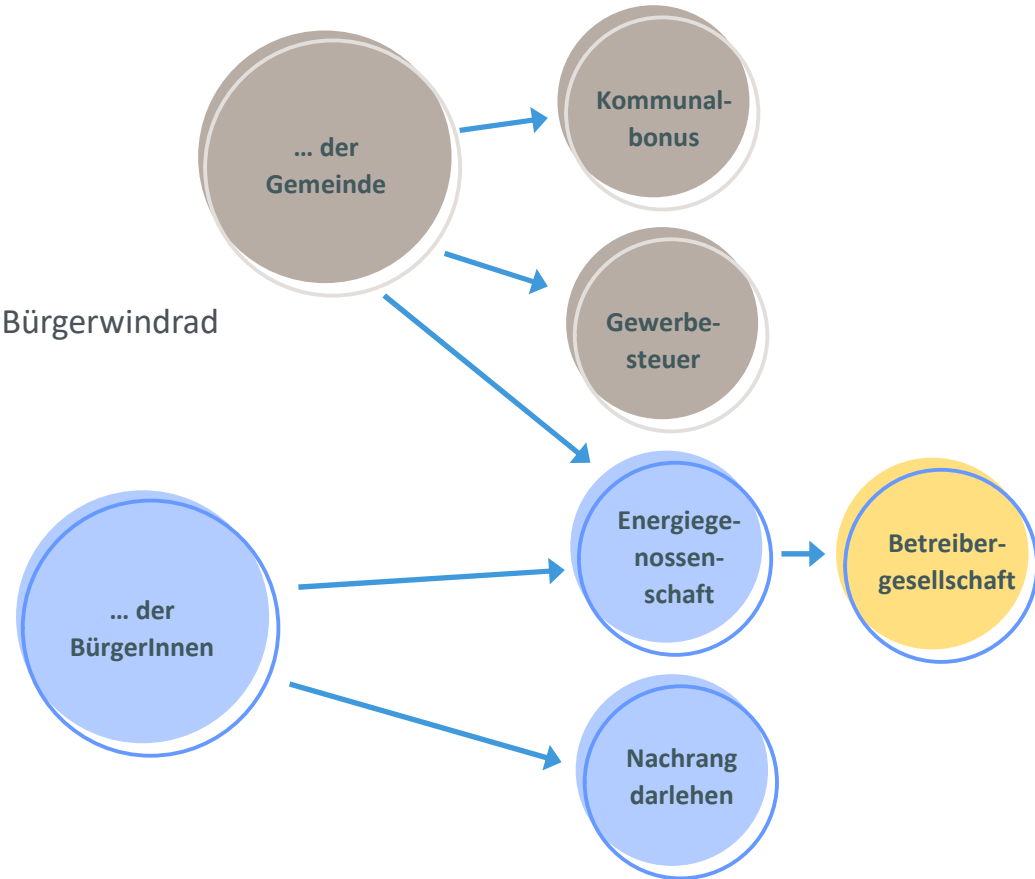 Kommunal-
bonus
... der
Gemeinde
Bürgerwindrad
Gewerbe-
steuer
Energiege-
nossen-
schaft
Betreiber-
gesellschaft
... der
BürgerInnen
Nachrang
darlehen